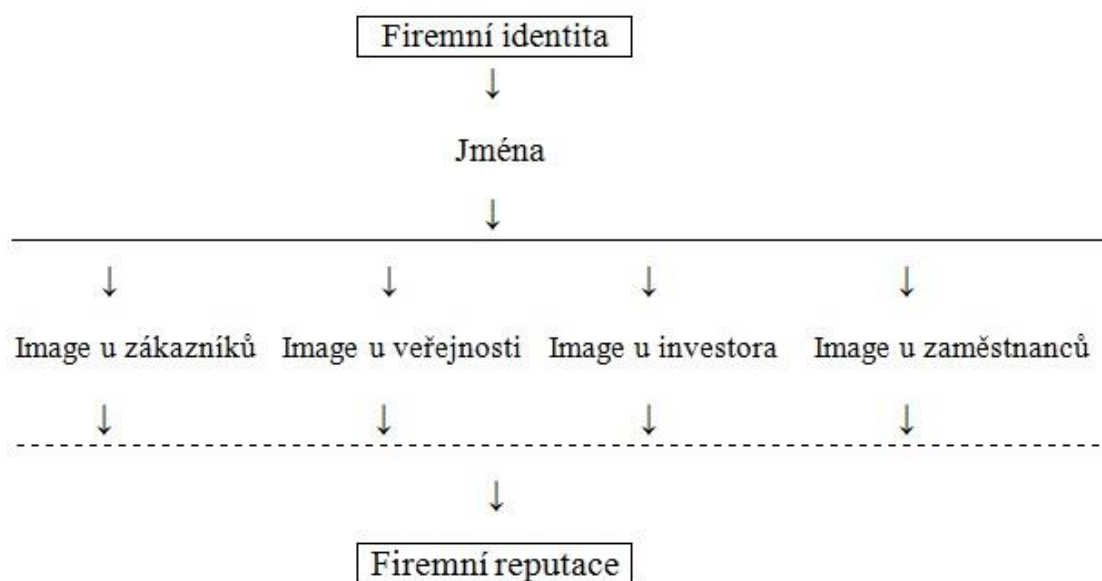 Firemní identita
Jména
Image u zákazníků Image u veřejnosti Image u investora Image u zaměstnanců
Firemní reputace